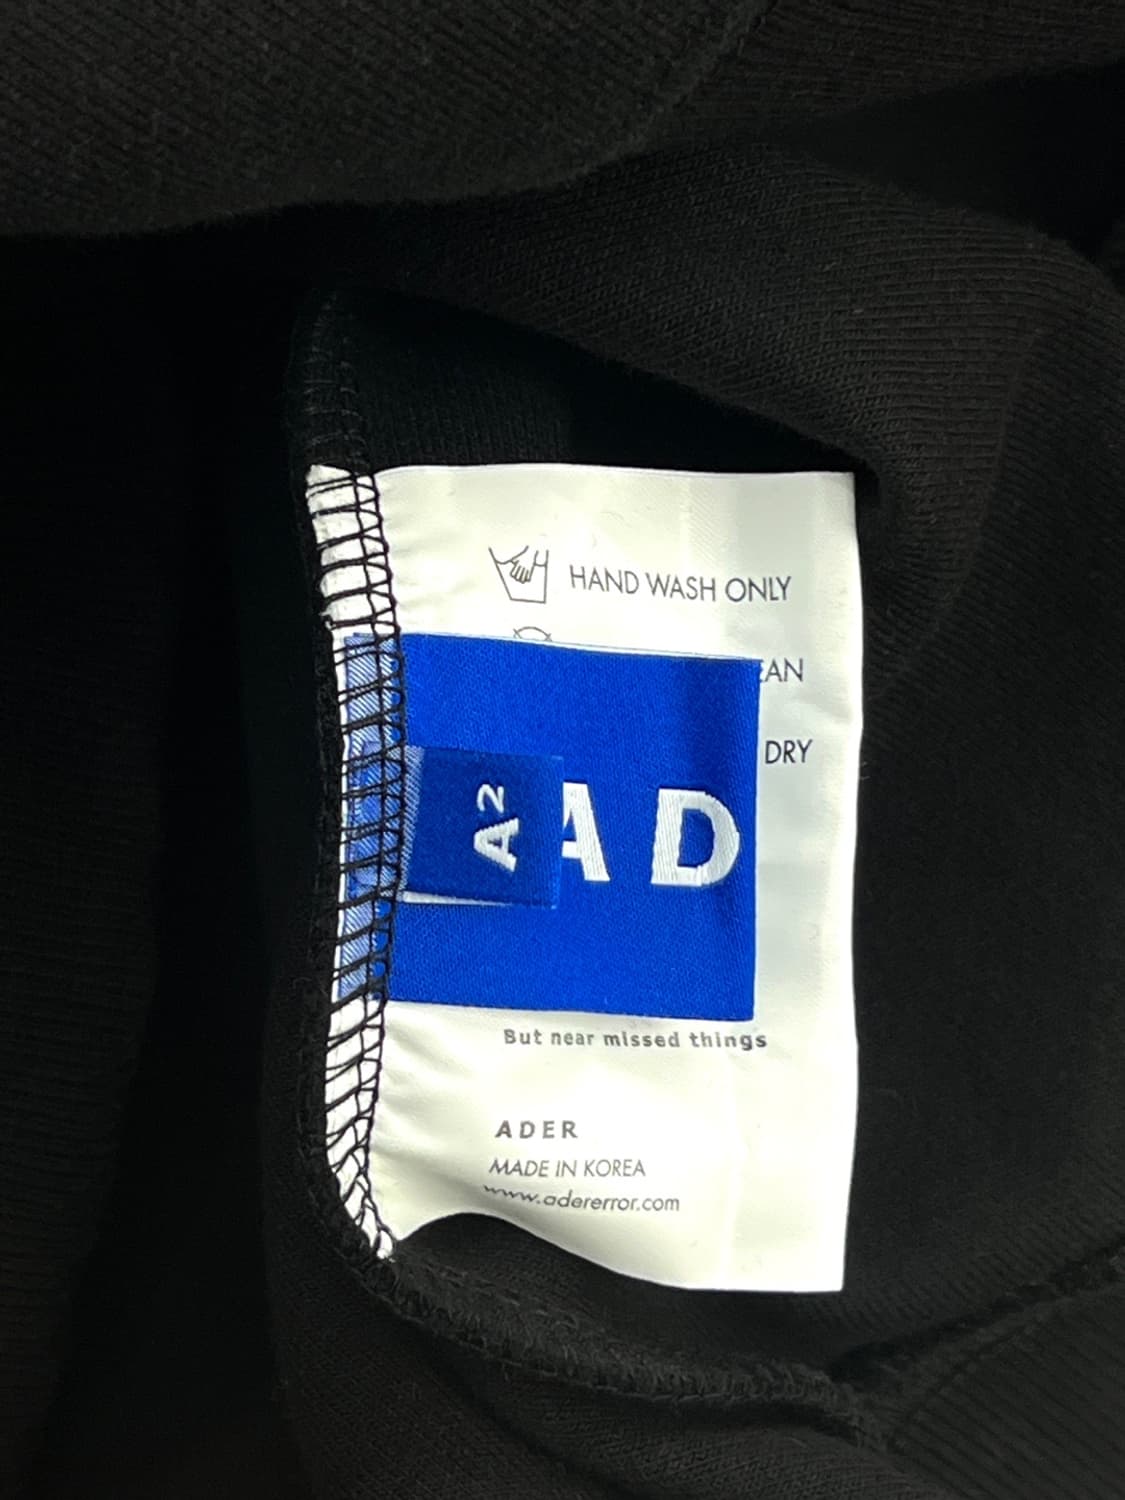 HAND WASH ONLY
DRY
A2
AD
But near missed things
ADER
MADE IN KOREA
www.adererror.com